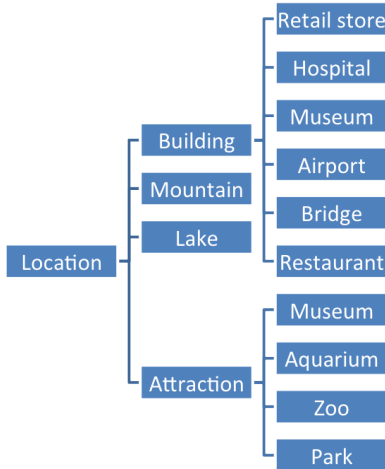 Retail store
Hospital
Museum
Building
Airport
Mountain
Bridge
Lake
Location
Restaurant
Museum
Aquarium
Attraction
Zoo
Park